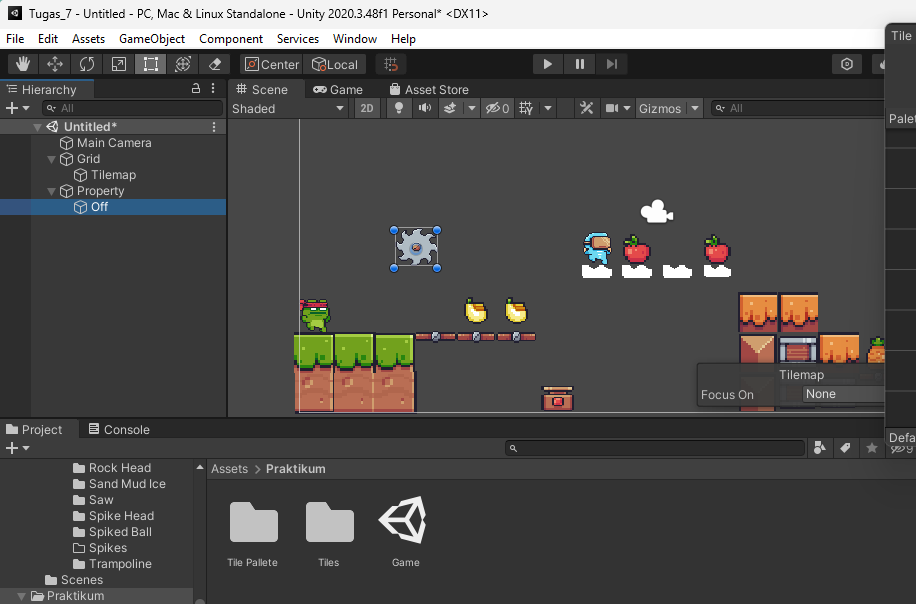 Tugas_7 - Untitled - PC, Mac & Linux Standalone - Unity 2020.3.48f1 Personal* <DX11>
File Edit Assets GameObject Component Services Window Help
Tile
Center Local
Hierarchy
Scene Game Asset Store
All
Shaded 2D 0 Gizmos All
Palet
Untitled*
Main Camera
Grid
Tilemap
Property
Off
Tilemap
Focus On None
Project Console
Defa
9
Assets > Praktikum
Rock Head
Sand Mud Ice
Saw
Spike Head
Spiked Ball
Spikes
Trampoline
Scenes
Praktikum
Tile Pallete Tiles Game